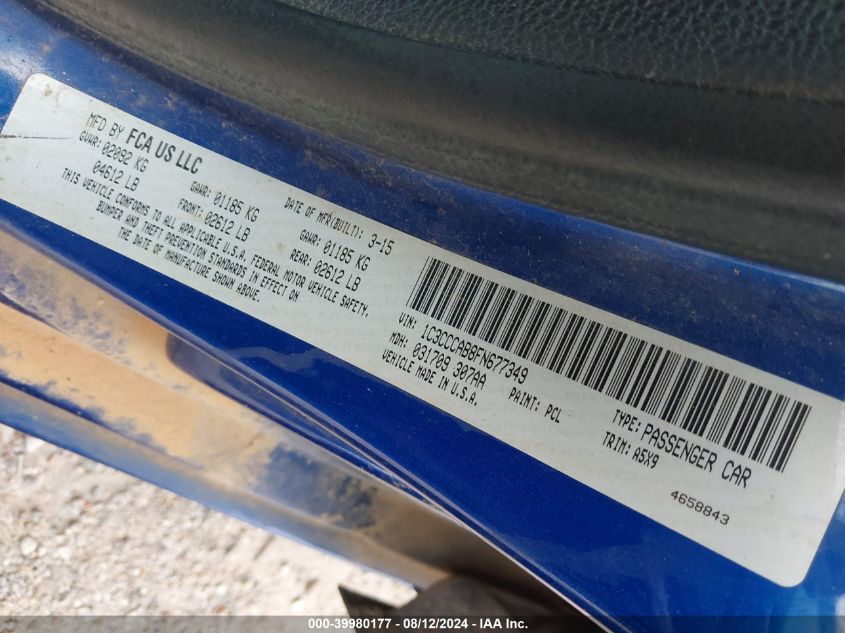 MFD BY FCA US LLC
DATE OF MFR(BUILT): 3-15
GVWR: 02092 KG
04612 LB
GAWR: 01185 KG
FRONT: 02612 LB
GAWR: 01185 KG
REAR: 02612 LB
THIS VEHICLE CONFORMS TO ALL APPLICABLE U.S.A. FEDERAL MOTOR VEHICLE SAFETY,
BUMPER AND THEFT PREVENTION STANDARDS IN EFFECT ON
THE DATE OF MANUFACTURE SHOWN ABOVE.
VIN: 1C3CCCAB8FN677349
TYPE: PASSENGER CAR
MDH: 031709 307AA
PAINT: PCL
TRIM: A5X9
VEHICLE MADE IN U.S.A.
4658843
000-39980177 - 08/12/2024 - IAA Inc.